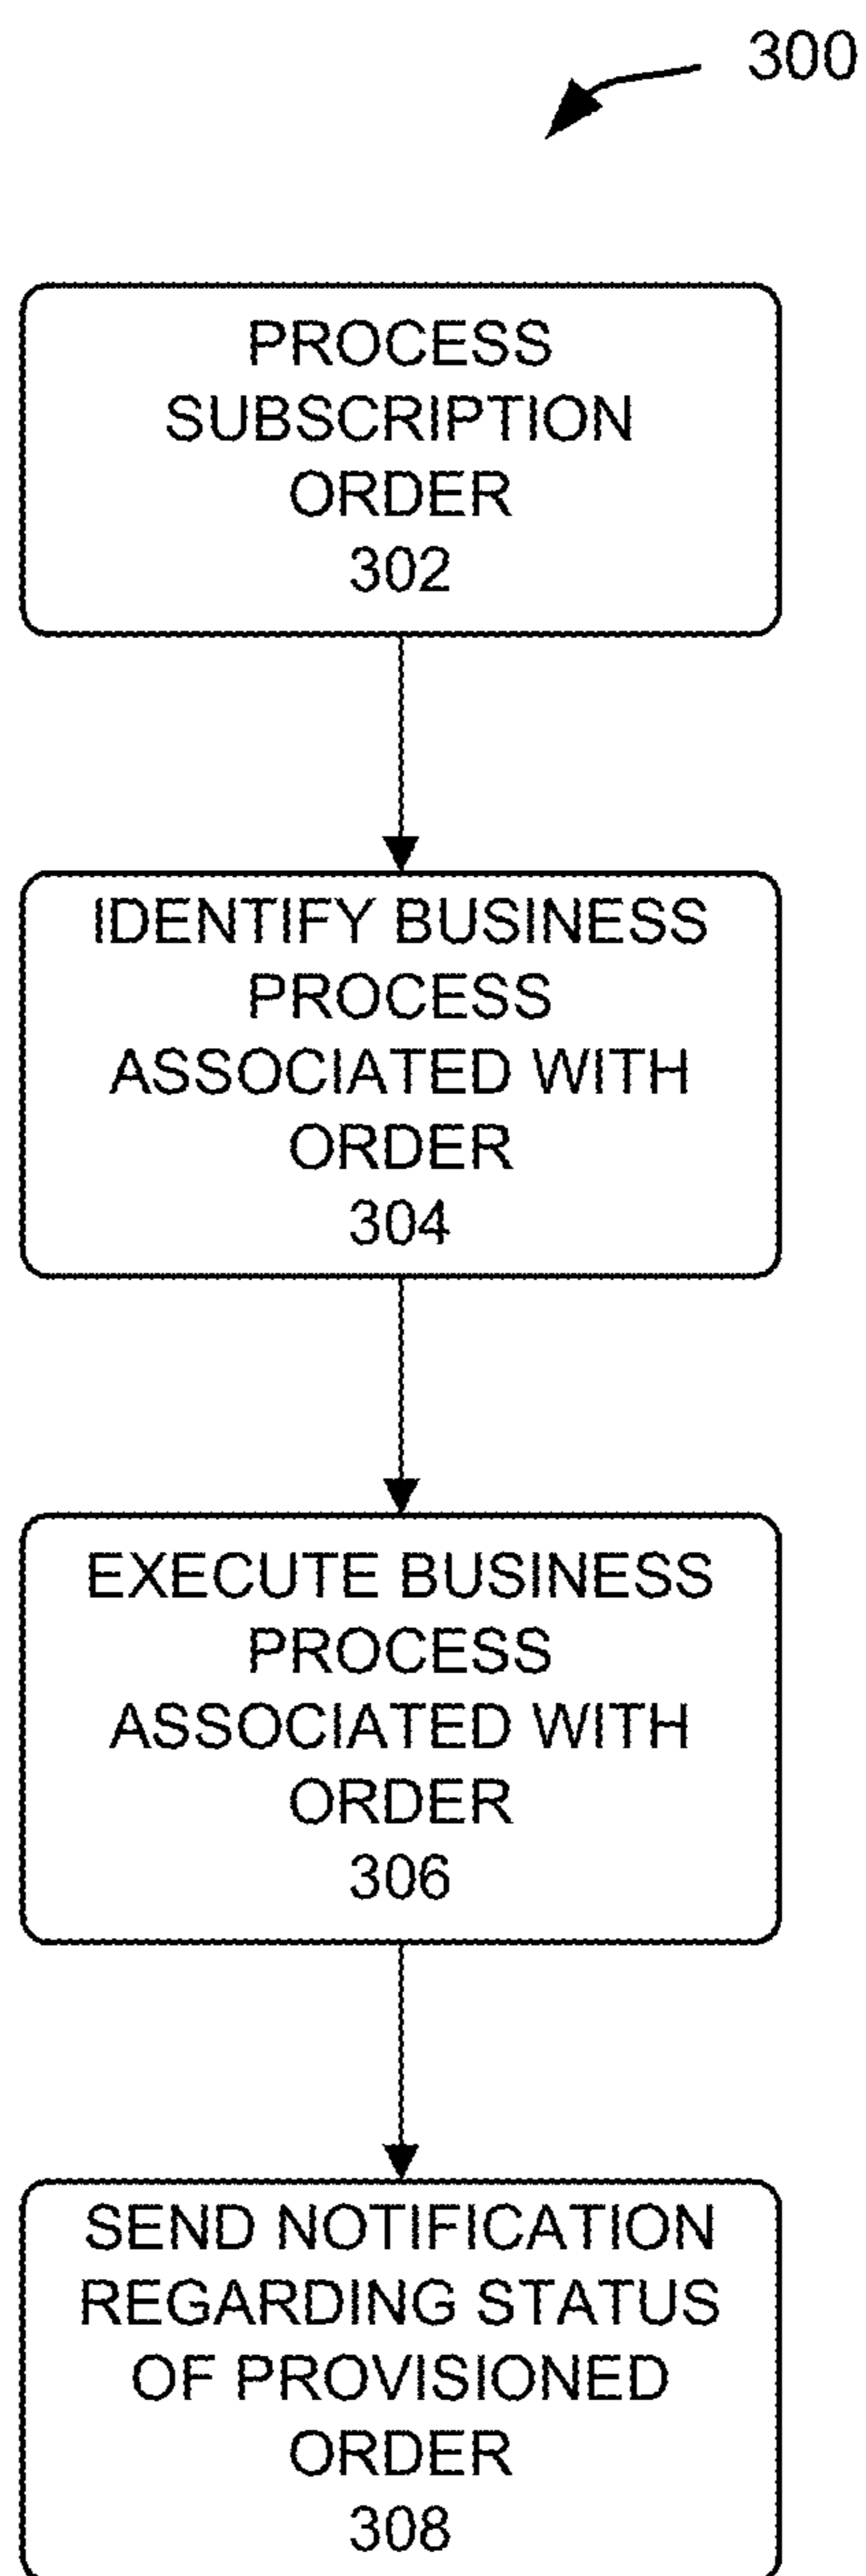 300
PROCESS
SUBSCRIPTION
ORDER
302
IDENTIFY BUSINESS
PROCESS
ASSOCIATED WITH
ORDER
304
EXECUTE BUSINESS
PROCESS
ASSOCIATED WITH
ORDER
306
SEND NOTIFICATION
REGARDING STATUS
OF PROVISIONED
ORDER
308